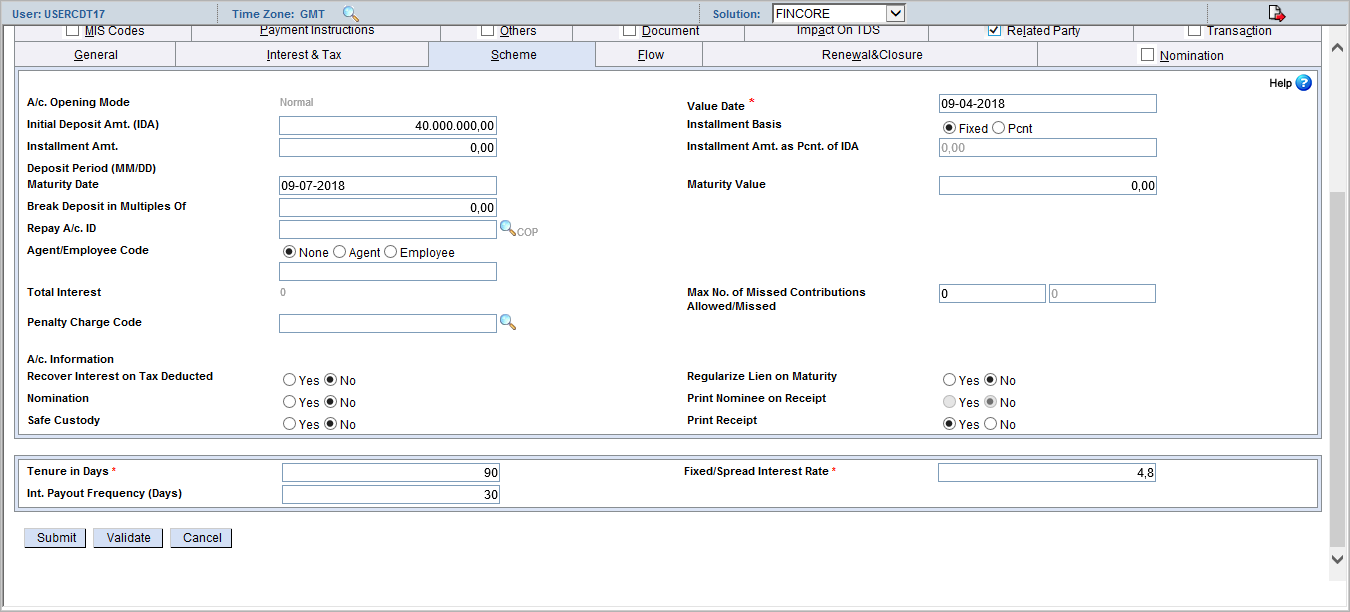 User: USERCDT17 Time Zone: GMT Solution: FINCORE
MIS Codes Payment Instructions Others Document Impact On TDS Related Party Transaction
General Interest & Tax Scheme Flow Renewal&Closure Nomination
Help ?
A/c. Opening Mode Normal Value Date * 09-04-2018
Initial Deposit Amt. (IDA) 40.000.000,00 Installment Basis Fixed Pcnt
Installment Amt. 0,00 Installment Amt. as Pcnt. of IDA 0,00
Deposit Period (MM/DD)
Maturity Date 09-07-2018 Maturity Value 0,00
Break Deposit in Multiples Of 0,00
Repay A/c. ID COP
Agent/Employee Code None Agent Employee
Total Interest 0 Max No. of Missed Contributions 0 0
Allowed/Missed
Penalty Charge Code
A/c. Information
Recover Interest on Tax Deducted Yes No Regularize Lien on Maturity Yes No
Nomination Yes No Print Nominee on Receipt Yes No
Safe Custody Yes No Print Receipt Yes No
Tenure in Days * 90 Fixed/Spread Interest Rate * 4,8
Int. Payout Frequency (Days) 30
Submit Validate Cancel